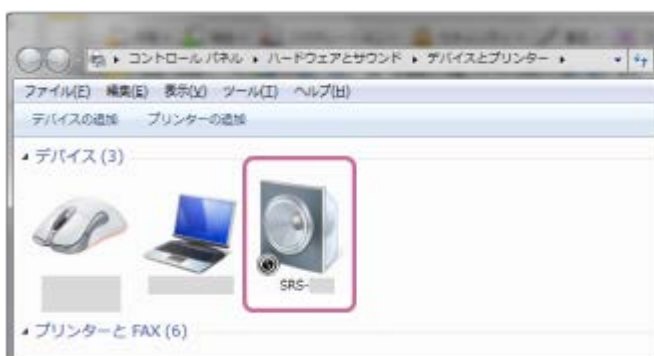 コントロール パネル ▸ ハードウェアとサウンド ▸ デバイスとプリンター ▸
ファイル(F) 編集(E) 表示(V) ツール(T) ヘルプ(H)
デバイスの追加 プリンターの追加
デバイス (3)
SRS-
プリンターと FAX (6)